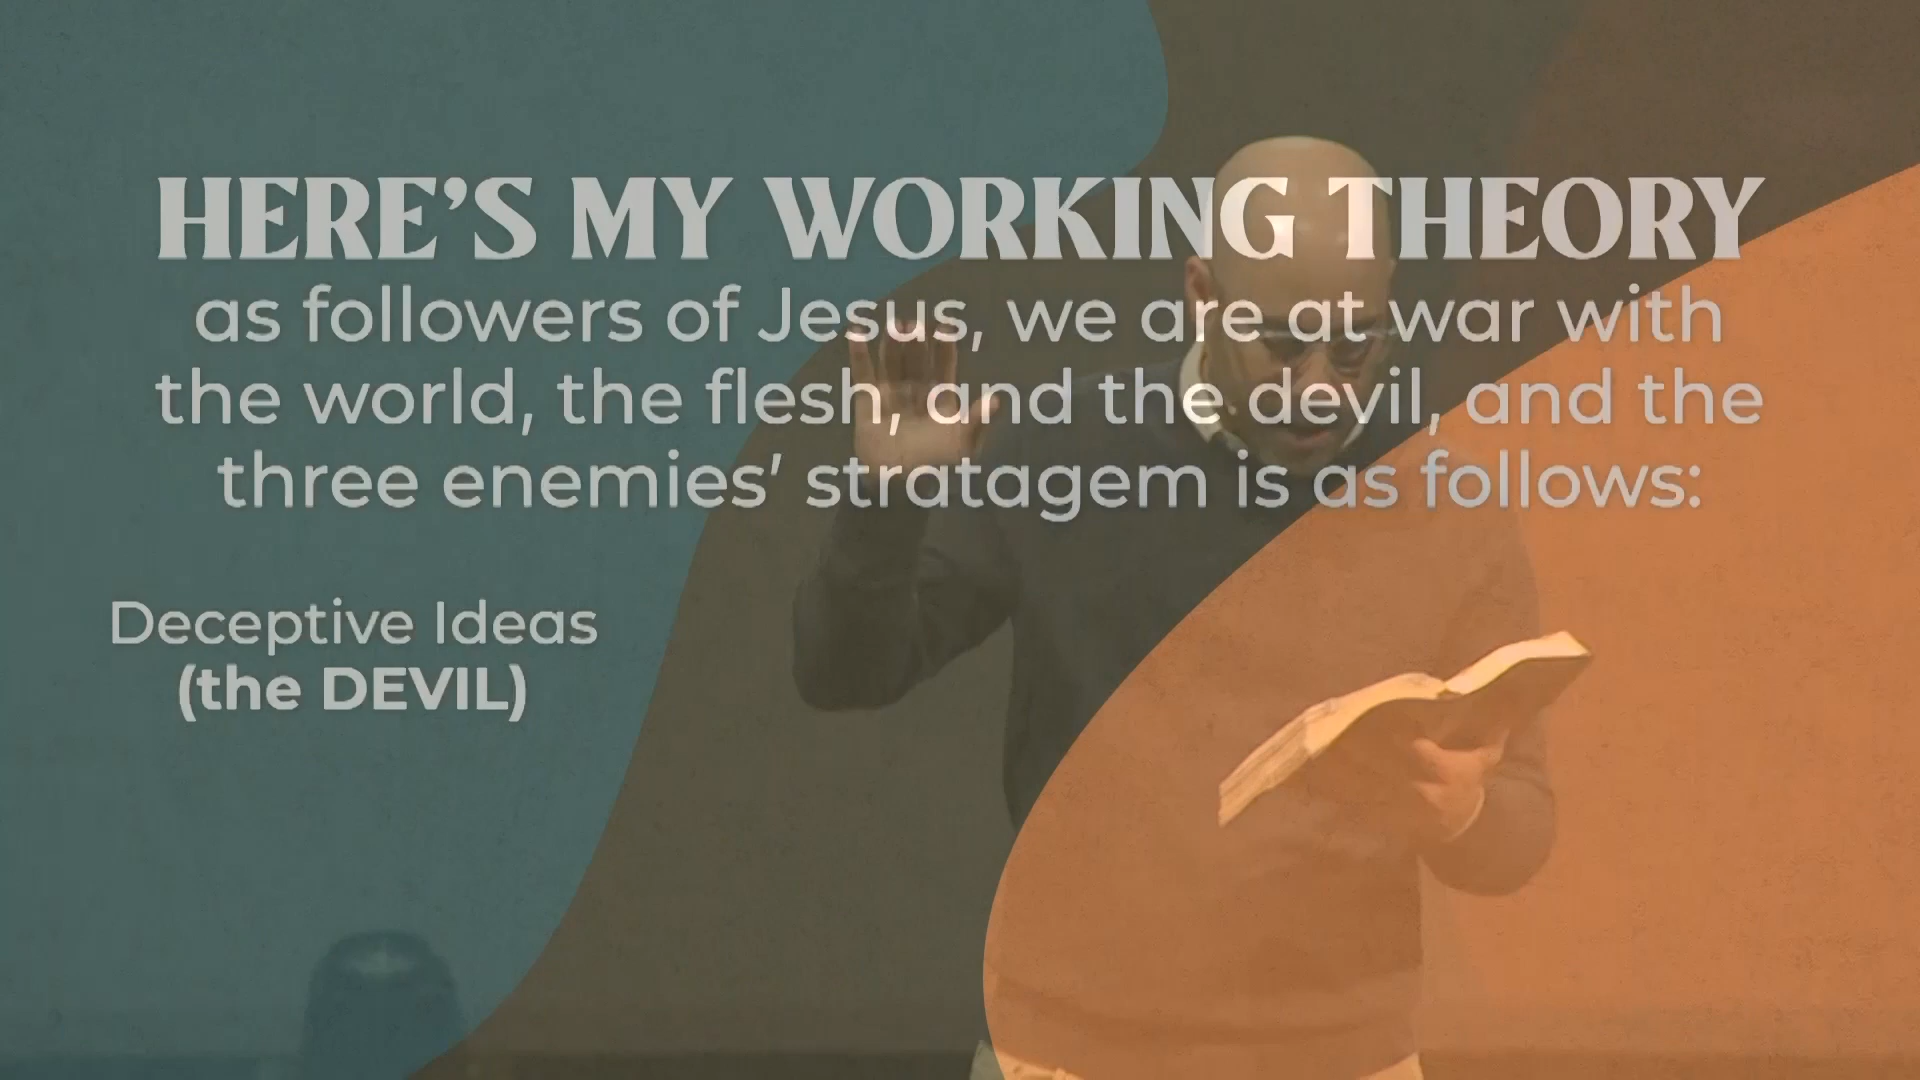 HERE'S MY WORKING THEORY
as followers of Jesus, we are at war with
the world, the flesh, and the devil, and the
three enemies' stratagem is as follows:
Deceptive Ideas
(the DEVIL)